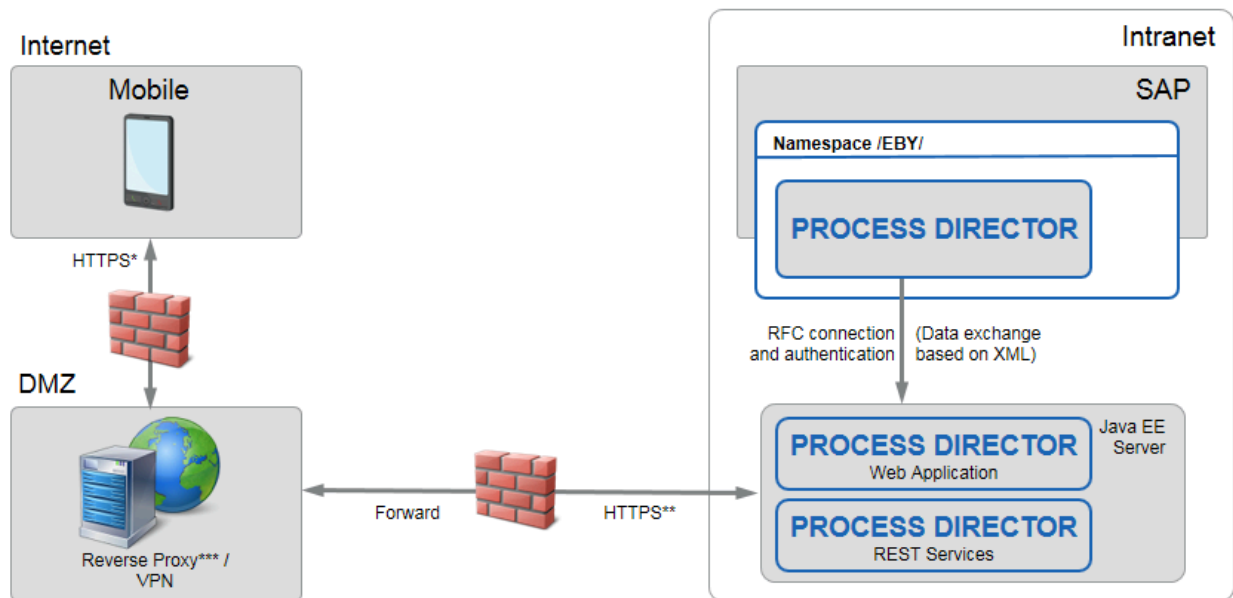 Internet
Mobile
HTTPS*
DMZ
Reverse Proxy*** /
VPN
Forward
HTTPS**
Intranet
SAP
Namespace /EBY/
PROCESS DIRECTOR
RFC connection
and authentication
(Data exchange
based on XML)
Java EE
Server
PROCESS DIRECTOR
Web Application
PROCESS DIRECTOR
REST Services